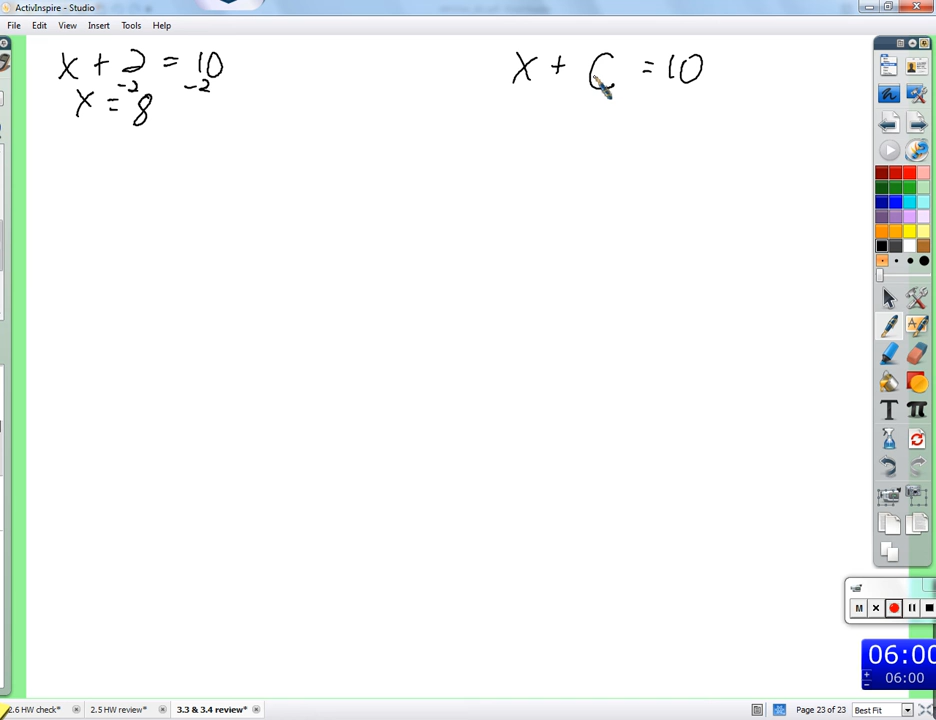 ActivInspire - Studio
File Edit View Insert Tools Help
x + 2 = 10
-2 -2
x = 8
x + C = 10
M
06:00
06:00
2.6 HW check*
2.5 HW review*
3.3 & 3.4 review*
Page 23 of 23
Best Fit